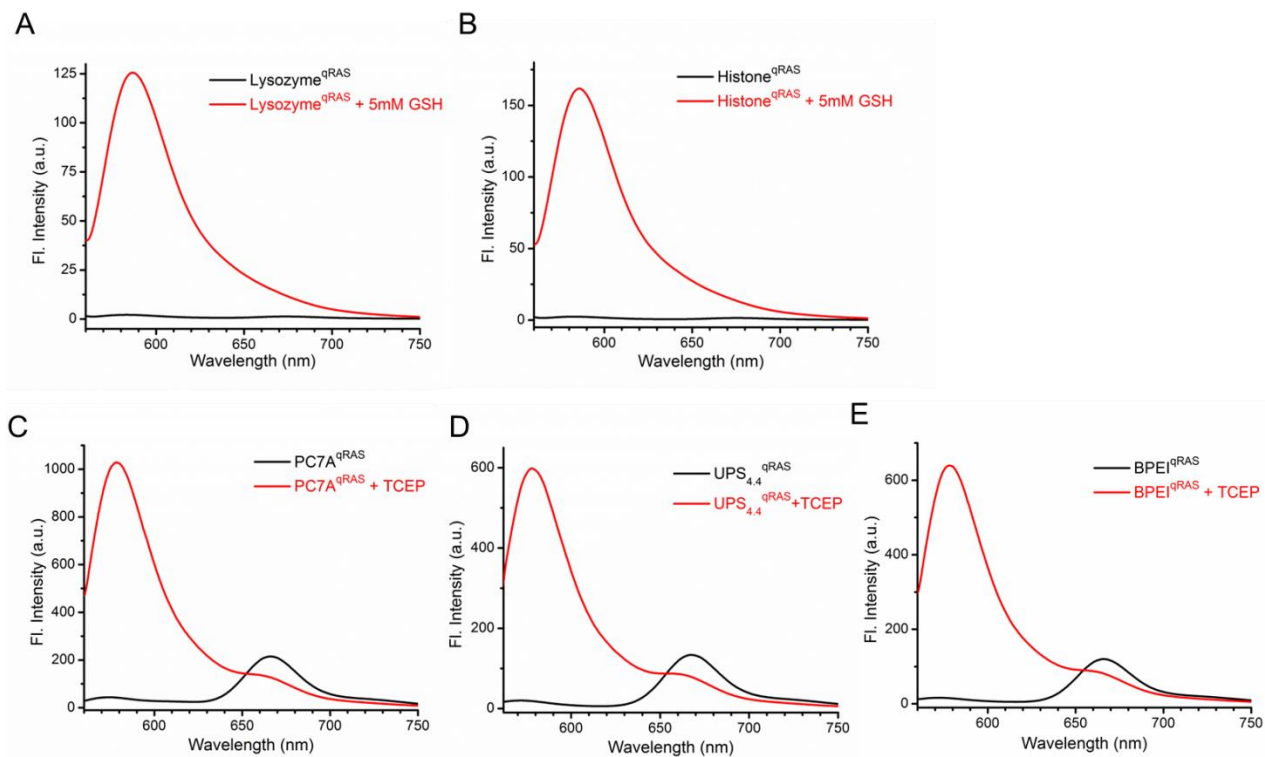 A
Lysozyme^qRAS
Lysozyme^qRAS + 5mM GSH
125
100
75
50
25
0
Fl. Intensity (a.u.)
600
650
700
750
Wavelength (nm)
B
Histone^qRAS
Histone^qRAS + 5mM GSH
150
100
50
0
Fl. Intensity (a.u.)
600
650
700
750
Wavelength (nm)
C
PC7A^qRAS
PC7A^qRAS + TCEP
1000
800
600
400
200
0
Fl. Intensity (a.u.)
600
650
700
750
Wavelength (nm)
D
UPS_4.4^qRAS
UPS_4.4^qRAS+TCEP
600
400
200
0
Fl. Intensity (a.u.)
600
650
700
750
Wavelength (nm)
E
BPEI^qRAS
BPEI^qRAS + TCEP
600
400
200
0
Fl. Intensity (a.u.)
600
650
700
750
Wavelength (nm)